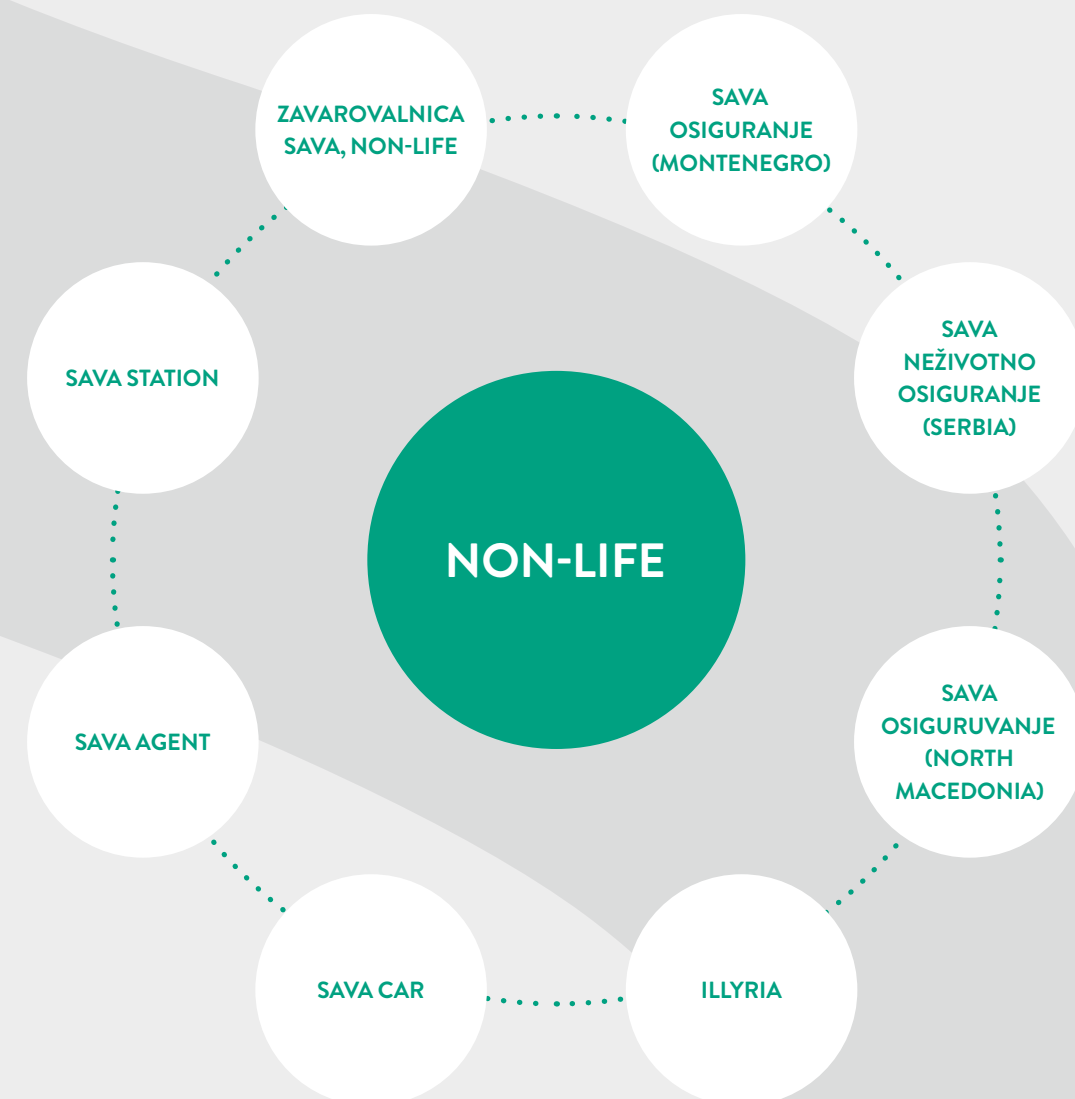 ZAVAROVALNICA
SAVA, NON-LIFE
SAVA
OSIGURANJE
(MONTENEGRO)
SAVA STATION
SAVA
NEŽIVOTNO
OSIGURANJE
(SERBIA)
NON-LIFE
SAVA AGENT
SAVA
OSIGURUVANJE
(NORTH
MACEDONIA)
SAVA CAR
ILLYRIA